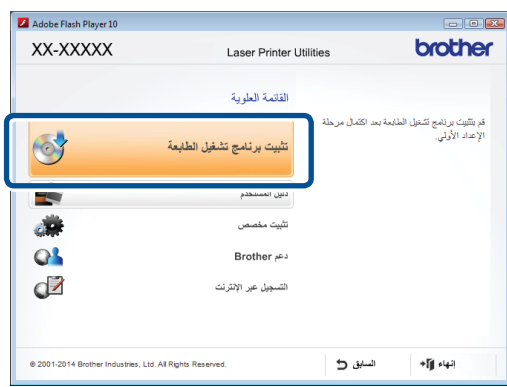 Adobe Flash Player 10
XX-XXXXX
Laser Printer Utilities
brother
القائمة العلوية
تثبيت برنامج تشغيل الطابعة
قم بتثبيت برنامج تشغيل الطابعة بعد اكتمال مرحلة
الإعداد الأولي.
دليل المستخدم
تثبيت مخصص
دعم Brother
التسجيل عبر الإنترنت
© 2001-2014 Brother Industries, Ltd. All Rights Reserved.
السابق
إنهاء